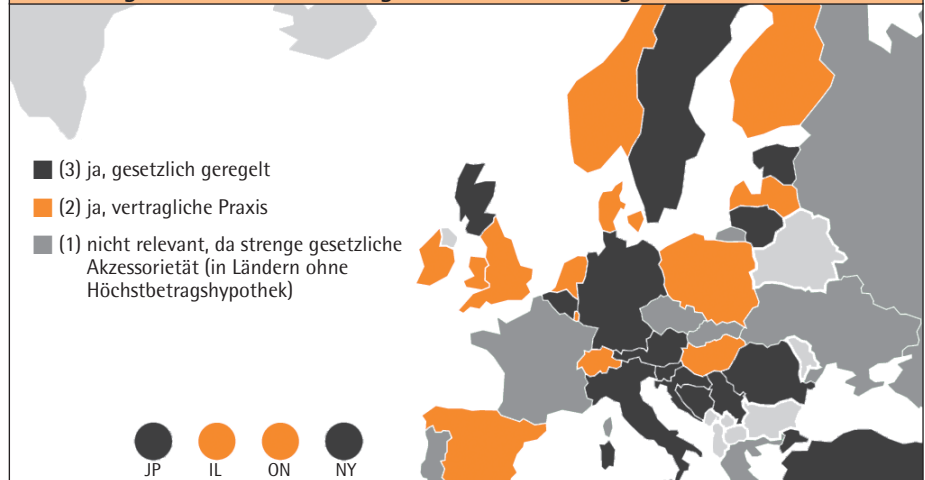 (3) ja, gesetzlich geregelt
(2) ja, vertragliche Praxis
(1) nicht relevant, da strenge gesetzliche
Akzessorietät (in Ländern ohne
Höchstbetragshypothek)
JP IL ON NY